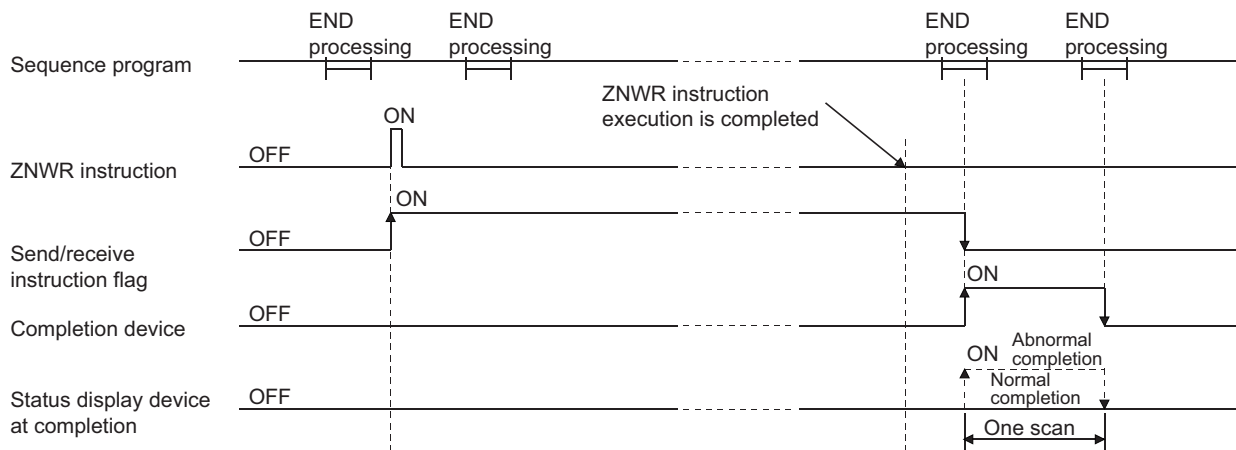 END
processing
END
processing
END
processing
END
processing
Sequence program
ZNWR instruction
execution is completed
ON
OFF
ZNWR instruction
ON
OFF
Send/receive
instruction flag
ON
OFF
Completion device
ON
Abnormal
completion
Normal
completion
OFF
Status display device
at completion
One scan